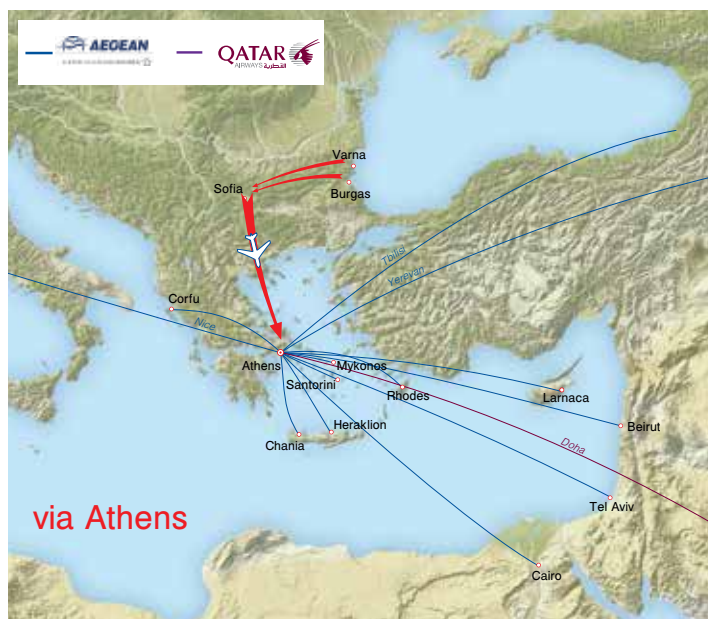 AEGEAN
QATAR
AIRWAYS القطرية
Varna
Sofia
Burgas
Tbilisi
Yerevan
Corfu
Nice
Athens
Mykonos
Santorini
Rhodes
Larnaca
Heraklion
Beirut
Chania
Doha
Tel Aviv
via Athens
Cairo